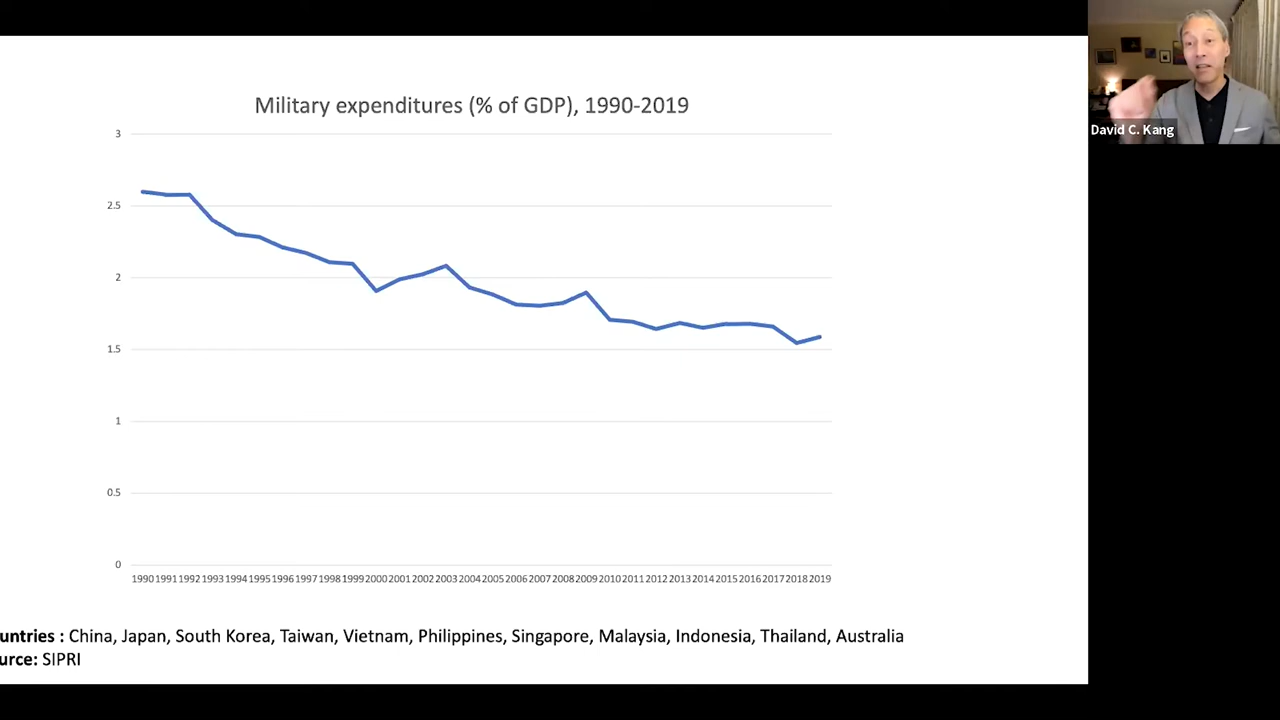 Military expenditures (% of GDP), 1990-2019
3
2.5
2
1.5
1
0.5
0
1990 1991 1992 1993 1994 1995 1996 1997 1998 1999 2000 2001 2002 2003 2004 2005 2006 2007 2008 2009 2010 2011 2012 2013 2014 2015 2016 2017 2018 2019
untries : China, Japan, South Korea, Taiwan, Vietnam, Philippines, Singapore, Malaysia, Indonesia, Thailand, Australia
urce: SIPRI
David C. Kang